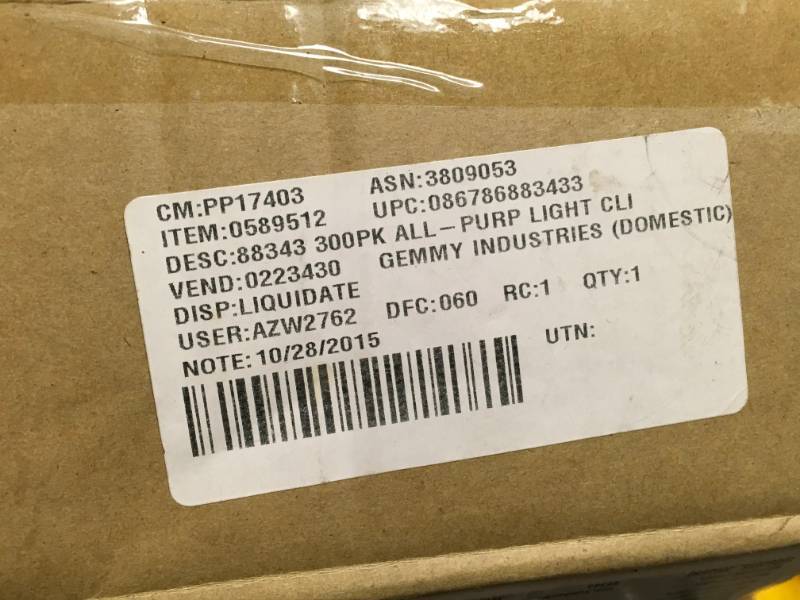 CM:PP17403 ASN:3809053
ITEM:0589512 UPC:086786883433
DESC:88343 300PK ALL-PURP LIGHT CLI
VEND:0223430 GEMMY INDUSTRIES (DOMESTIC)
DISP:LIQUIDATE
USER:AZW2762 DFC:060 RC:1 QTY:1
NOTE:10/28/2015 UTN: